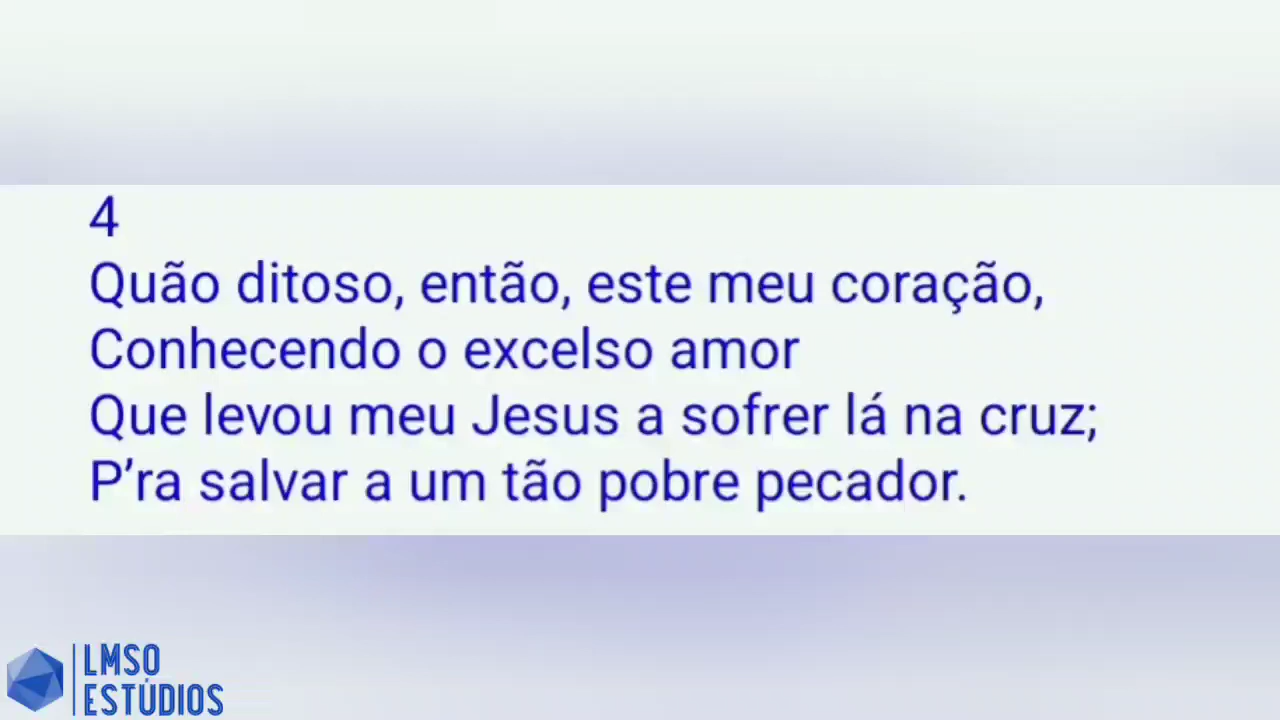 4
Quão ditoso, então, este meu coração,
Conhecendo o excelso amor
Que levou meu Jesus a sofrer lá na cruz;
P’ra salvar a um tão pobre pecador.
LMSO
ESTÚDIOS